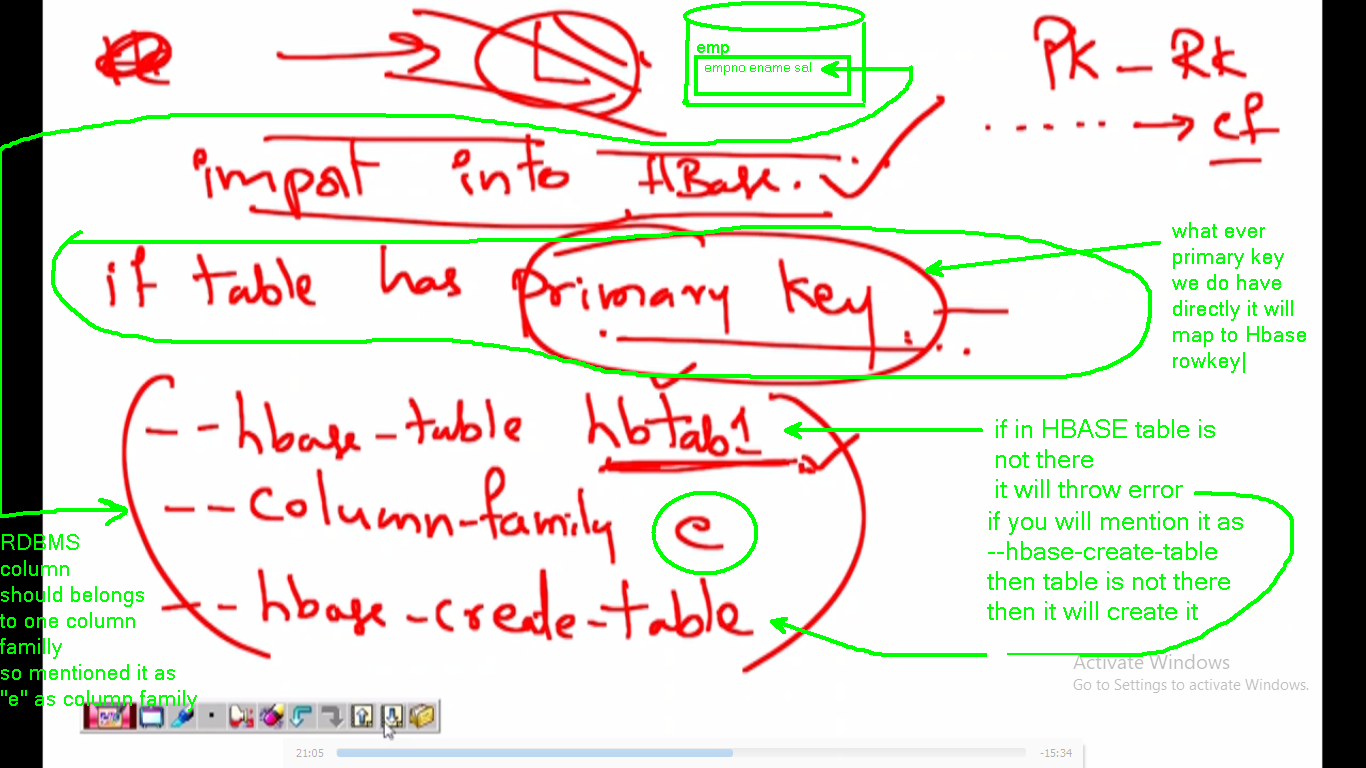 emp
empno ename sal
PK - RK
...... → cf
import into HBase.
if table has primary key
what ever
primary key
we do have
directly it will
map to Hbase
rowkey|
--hbase-table hbtab1
--column-family e
--hbase-create-table
if in HBASE table is
not there
it will throw error
if you will mention it as
--hbase-create-table
then table is not there
then it will create it
RDBMS
column
should belongs
to one column
familly
so mentioned it as
"e" as column family
Activate Windows
Go to Settings to activate Windows.
21:05
-15:34